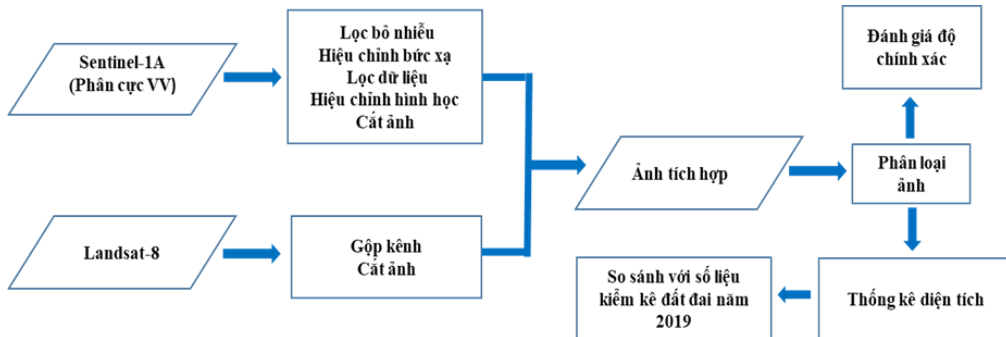 Sentinel-1A
(Phân cực VV)
Lọc bỏ nhiễu
Hiệu chỉnh bức xạ
Lọc dữ liệu
Hiệu chỉnh hình học
Cắt ảnh
Landsat-8
Gộp kênh
Cắt ảnh
Ảnh tích hợp
Đánh giá độ
chính xác
Phân loại
ảnh
Thống kê diện tích
So sánh với số liệu
kiểm kê đất đai năm
2019